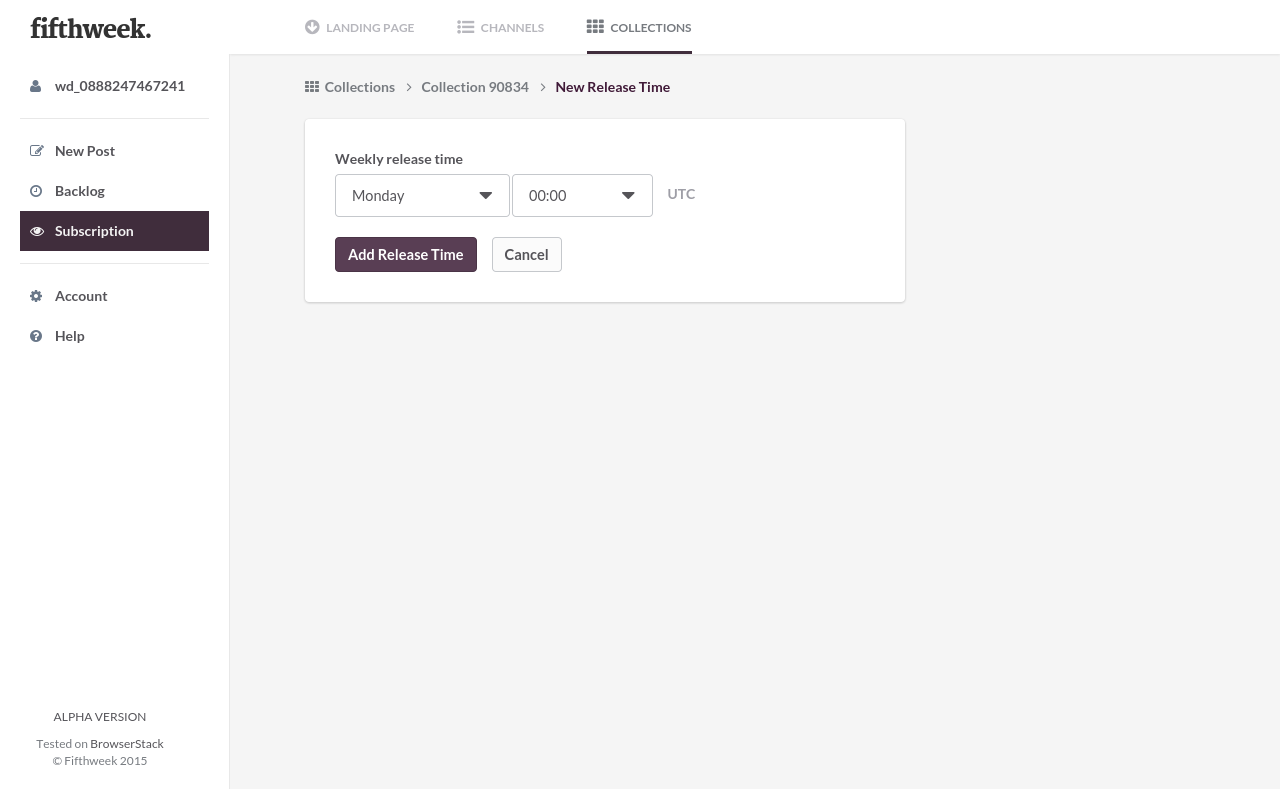 fifthweek.
LANDING PAGE
CHANNELS
COLLECTIONS
wd_0888247467241
New Post
Backlog
Subscription
Account
Help
Collections
Collection 90834
New Release Time
Weekly release time
Monday
00:00
UTC
Add Release Time
Cancel
ALPHA VERSION
Tested on BrowserStack
© Fifthweek 2015